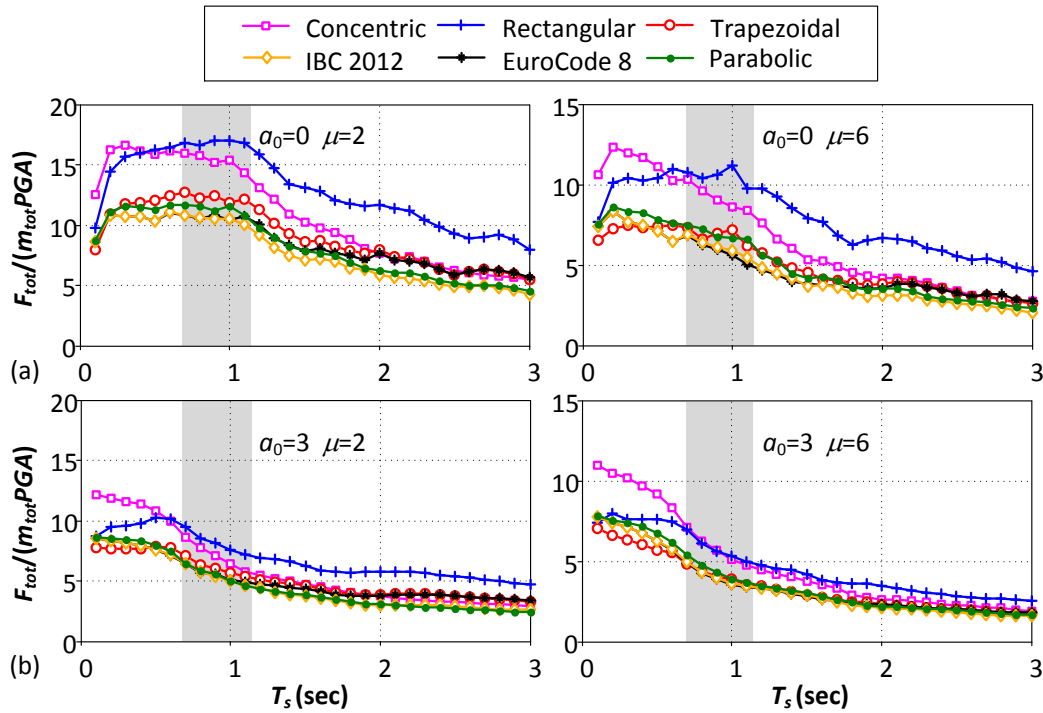 Concentric Rectangular Trapezoidal
IBC 2012 EuroCode 8 Parabolic
20
15
10
5
0
F_tot/(m_tot PGA)
a₀=0 μ=2
0 1 2 3
(a)
15
10
5
0
a₀=0 μ=6
0 1 2 3
20
15
10
5
0
F_tot/(m_tot PGA)
a₀=3 μ=2
0 1 2 3
(b)
T_s (sec)
15
10
5
0
a₀=3 μ=6
0 1 2 3
T_s (sec)